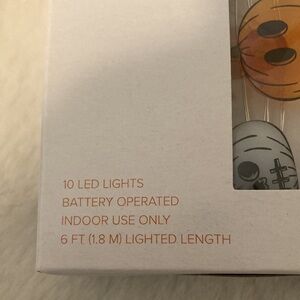 10 LED LIGHTS
BATTERY OPERATED
INDOOR USE ONLY
6 FT (1.8 M) LIGHTED LENGTH